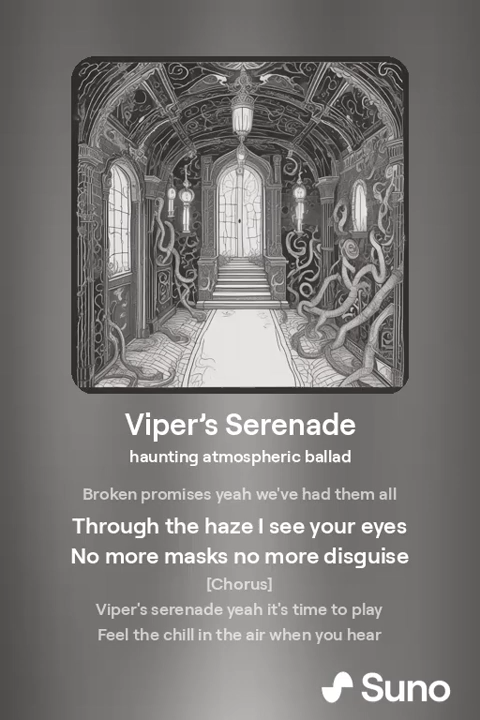 Viper's Serenade
haunting atmospheric ballad
Broken promises yeah we've had them all
Through the haze I see your eyes
No more masks no more disguise
[Chorus]
Viper's serenade yeah it's time to play
Feel the chill in the air when you hear
Suno